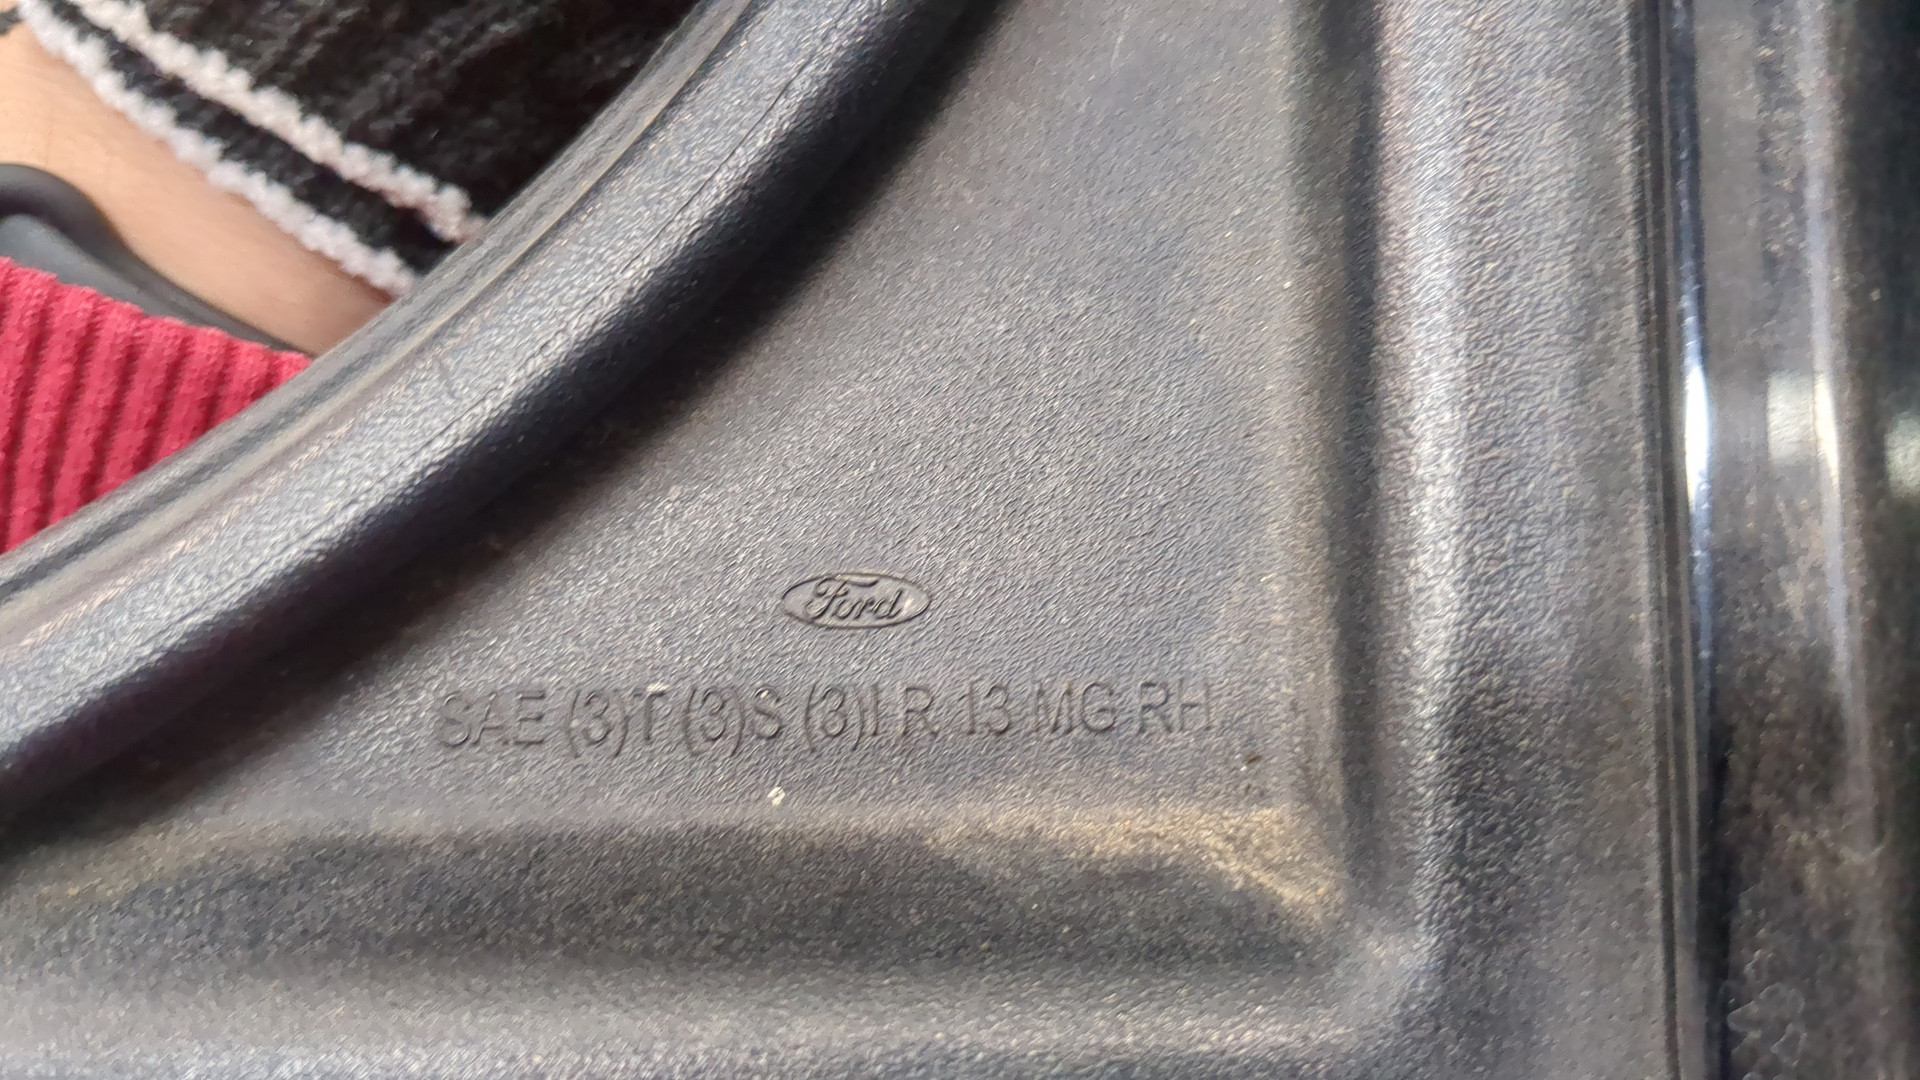 Ford
SAE (3)T (3)S (3)I R 13 MG RH